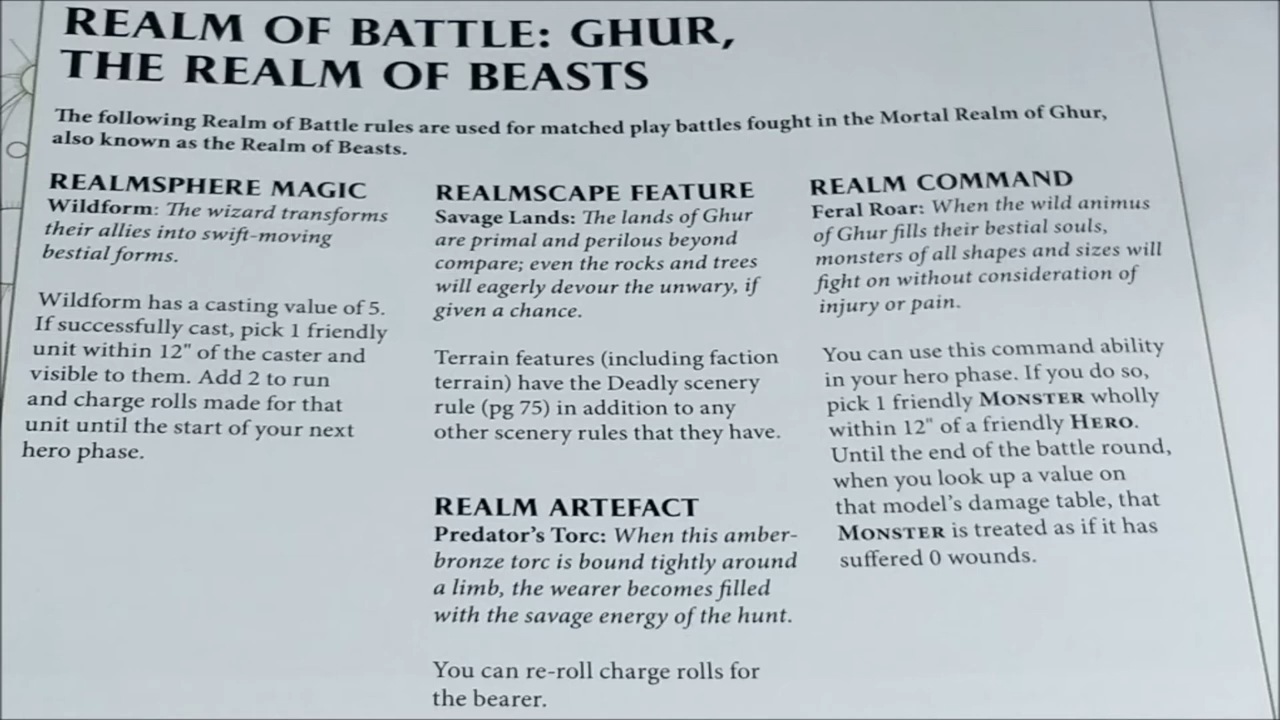 REALM OF BATTLE: GHUR,
THE REALM OF BEASTS
The following Realm of Battle rules are used for matched play battles fought in the Mortal Realm of Ghur,
also known as the Realm of Beasts.
REALMSPHERE MAGIC
Wildform: The wizard transforms
their allies into swift-moving
bestial forms.
Wildform has a casting value of 5.
If successfully cast, pick 1 friendly
unit within 12" of the caster and
visible to them. Add 2 to run
and charge rolls made for that
unit until the start of your next
hero phase.
REALMSCAPE FEATURE
Savage Lands: The lands of Ghur
are primal and perilous beyond
compare; even the rocks and trees
will eagerly devour the unwary, if
given a chance.
Terrain features (including faction
terrain) have the Deadly scenery
rule (pg 75) in addition to any
other scenery rules that they have.
REALM ARTEFACT
Predator's Torc: When this amber-
bronze torc is bound tightly around
a limb, the wearer becomes filled
with the savage energy of the hunt.
You can re-roll charge rolls for
the bearer.
REALM COMMAND
Feral Roar: When the wild animus
of Ghur fills their bestial souls,
monsters of all shapes and sizes will
fight on without consideration of
injury or pain.
You can use this command ability
in your hero phase. If you do so,
pick 1 friendly MONSTER wholly
within 12" of a friendly HERO.
Until the end of the battle round,
when you look up a value on
that model's damage table, that
MONSTER is treated as if it has
suffered 0 wounds.